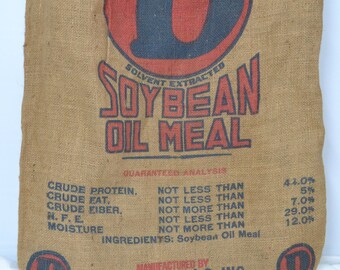 D
SOLVENT EXTRACTED
SOYBEAN
OIL MEAL
GUARANTEED ANALYSIS
CRUDE PROTEIN, NOT LESS THAN 44.0%
CRUDE FAT, NOT LESS THAN 5%
CRUDE FIBER, NOT MORE THAN 7.0%
N. F. E. NOT LESS THAN 29.0%
MOISTURE NOT MORE THAN 12.0%
INGREDIENTS: Soybean Oil Meal
MANUFACTURED BY
INC